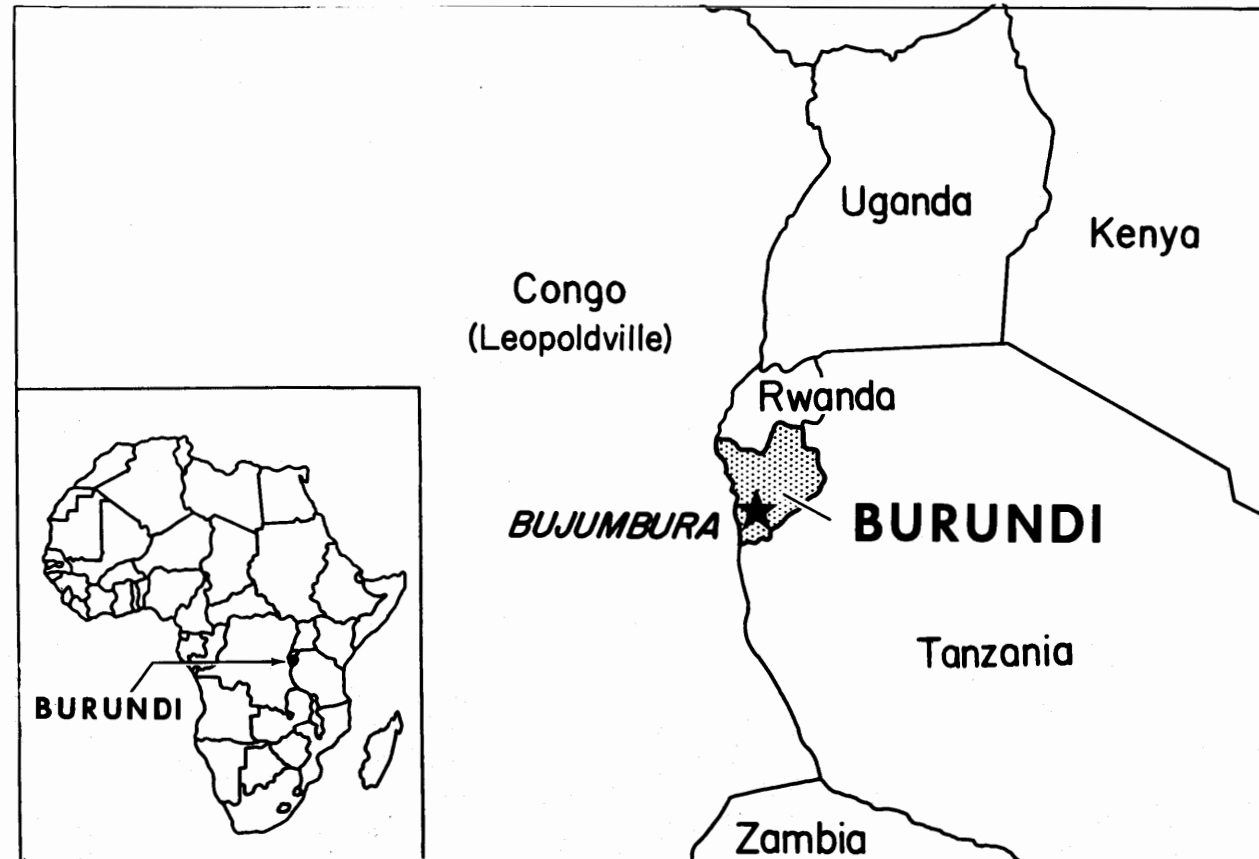 Uganda
Kenya
Congo
(Leopoldville)
Rwanda
BUJUMBURA
BURUNDI
Tanzania
BURUNDI
Zambia